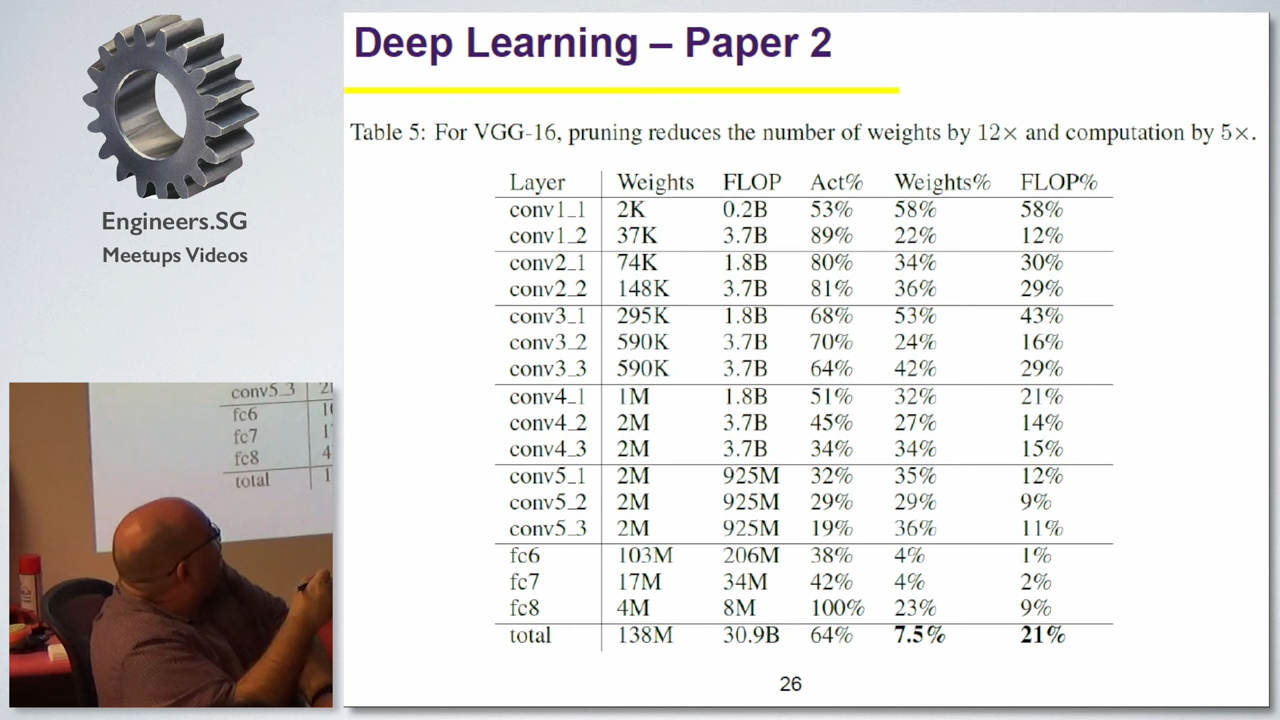 Deep Learning – Paper 2
Engineers.SG
Meetups Videos
Table 5: For VGG-16, pruning reduces the number of weights by 12× and computation by 5×.
Layer Weights FLOP Act% Weights% FLOP%
conv1_1 2K 0.2B 53% 58% 58%
conv1_2 37K 3.7B 89% 22% 12%
conv2_1 74K 1.8B 80% 34% 30%
conv2_2 148K 3.7B 81% 36% 29%
conv3_1 295K 1.8B 68% 53% 43%
conv3_2 590K 3.7B 70% 24% 16%
conv3_3 590K 3.7B 64% 42% 29%
conv4_1 1M 1.8B 51% 32% 21%
conv4_2 2M 3.7B 45% 27% 14%
conv4_3 2M 3.7B 34% 34% 15%
conv5_1 2M 925M 32% 35% 12%
conv5_2 2M 925M 29% 29% 9%
conv5_3 2M 925M 19% 36% 11%
fc6 103M 206M 38% 4% 1%
fc7 17M 34M 42% 4% 2%
fc8 4M 8M 100% 23% 9%
total 138M 30.9B 64% 7.5% 21%
26
conv5_3
fc6
fc7
fc8 4
total